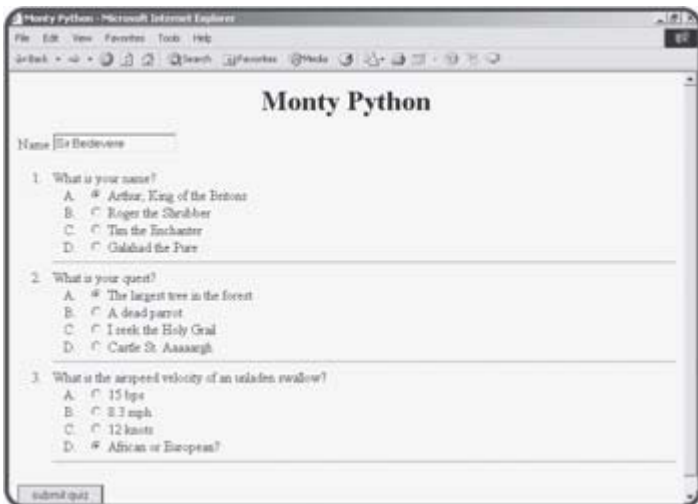 Monty Python - Microsoft Internet Explorer
File Edit View Favorites Tools Help
Back Search Favorites Media
Monty Python
Name Sir Bedevere
1. What is your name?
A. Arthur, King of the Britons
B. Roger the Shrubber
C. Tim the Enchanter
D. Galahad the Pure
2. What is your quest?
A. The largest tree in the forest
B. A dead parrot
C. I seek the Holy Grail
D. Castle St. Aaaaargh
3. What is the airspeed velocity of an unladen swallow?
A. 15 bps
B. 8.3 mph
C. 12 knots
D. African or European?
submit quiz